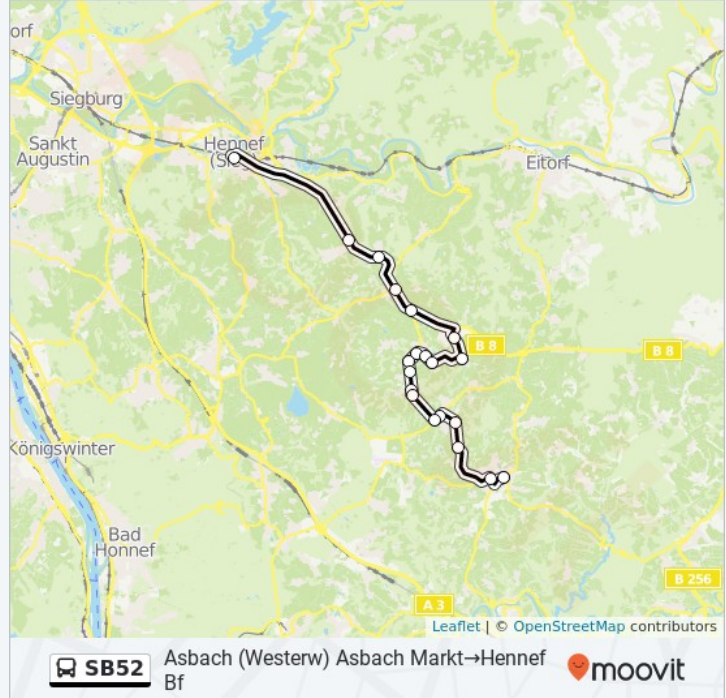 orf
Siegburg
Sankt
Augustin
Hennef
(Sieg
Eitorf
B 8
B 8
Königswinter
Bad
Honnef
B 256
A 3
Leaflet | © OpenStreetMap contributors
SB52
Asbach (Westerw) Asbach Markt→Hennef
Bf
moovit